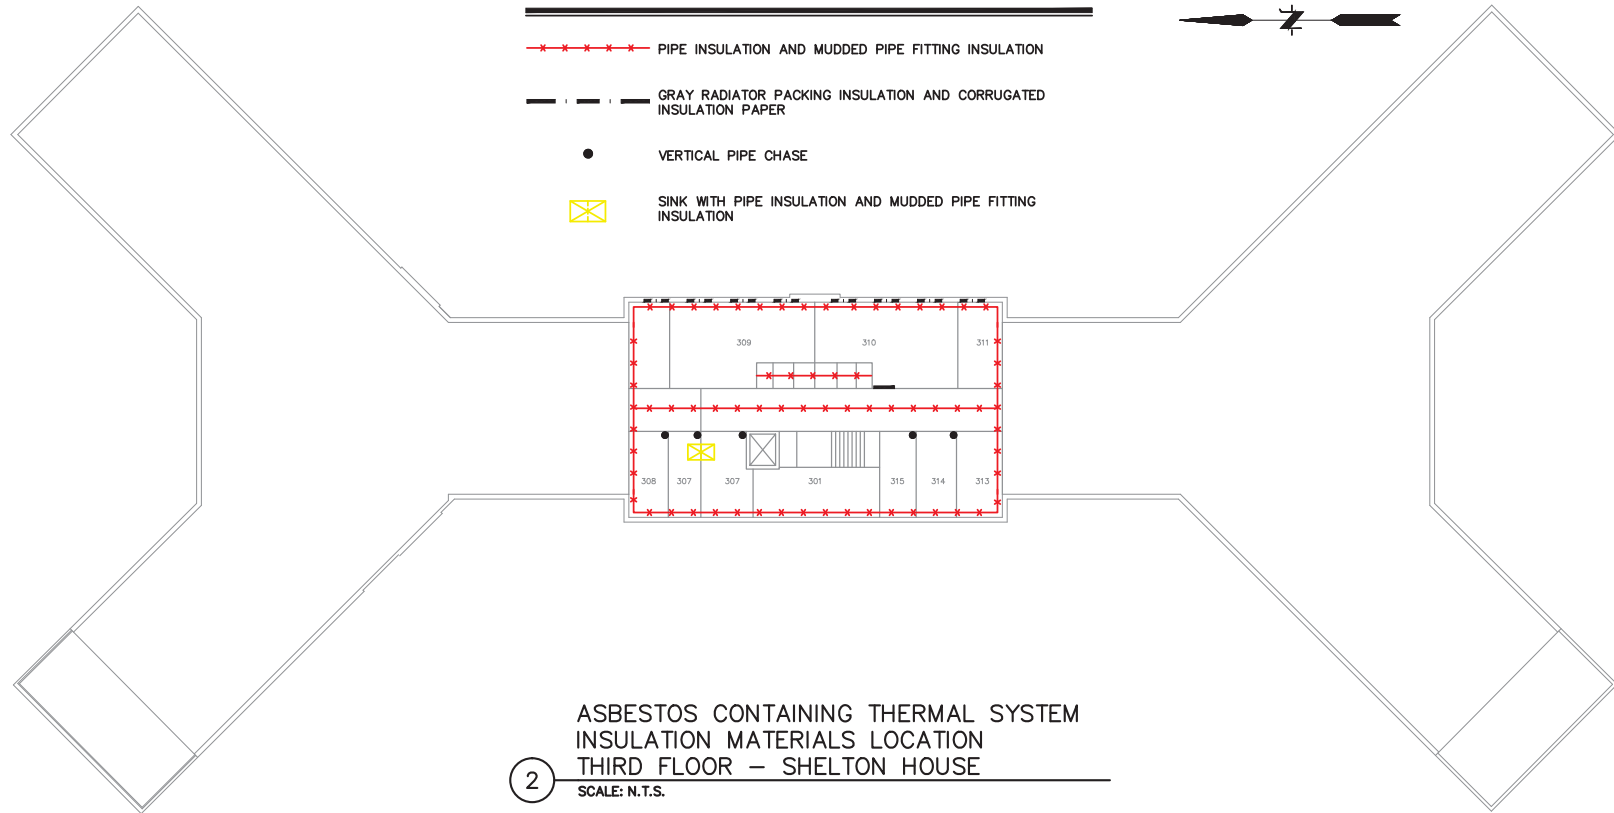 PIPE INSULATION AND MUDDED PIPE FITTING INSULATION
GRAY RADIATOR PACKING INSULATION AND CORRUGATED
INSULATION PAPER
VERTICAL PIPE CHASE
SINK WITH PIPE INSULATION AND MUDDED PIPE FITTING
INSULATION
309
310
311
308
307
307
301
315
314
313
ASBESTOS CONTAINING THERMAL SYSTEM
INSULATION MATERIALS LOCATION
THIRD FLOOR – SHELTON HOUSE
2
SCALE: N.T.S.